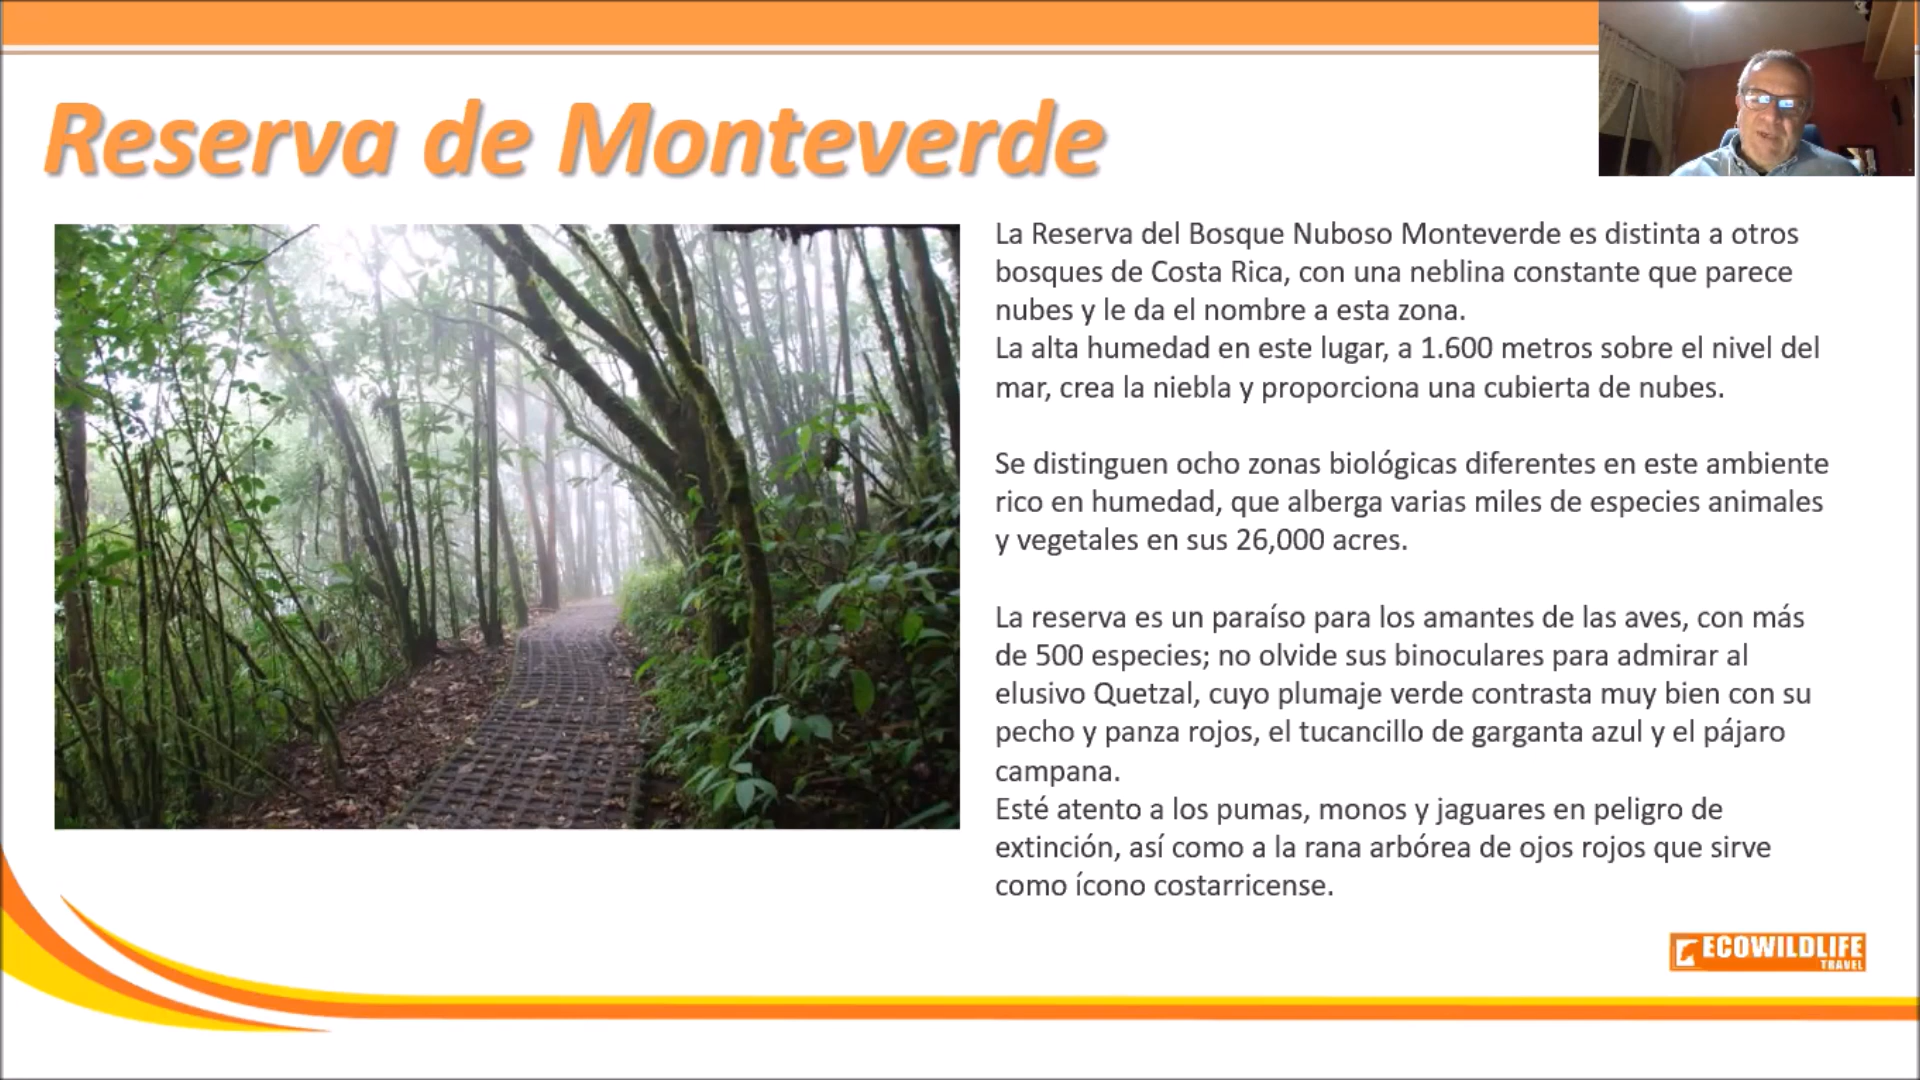 Reserva de Monteverde
La Reserva del Bosque Nuboso Monteverde es distinta a otros
bosques de Costa Rica, con una neblina constante que parece
nubes y le da el nombre a esta zona.
La alta humedad en este lugar, a 1.600 metros sobre el nivel del
mar, crea la niebla y proporciona una cubierta de nubes.
Se distinguen ocho zonas biológicas diferentes en este ambiente
rico en humedad, que alberga varias miles de especies animales
y vegetales en sus 26,000 acres.
La reserva es un paraíso para los amantes de las aves, con más
de 500 especies; no olvide sus binoculares para admirar al
elusivo Quetzal, cuyo plumaje verde contrasta muy bien con su
pecho y panza rojos, el tucancillo de garganta azul y el pájaro
campana.
Esté atento a los pumas, monos y jaguares en peligro de
extinción, así como a la rana arbórea de ojos rojos que sirve
como ícono costarricense.
ECOWILDLIFE
TRAVEL